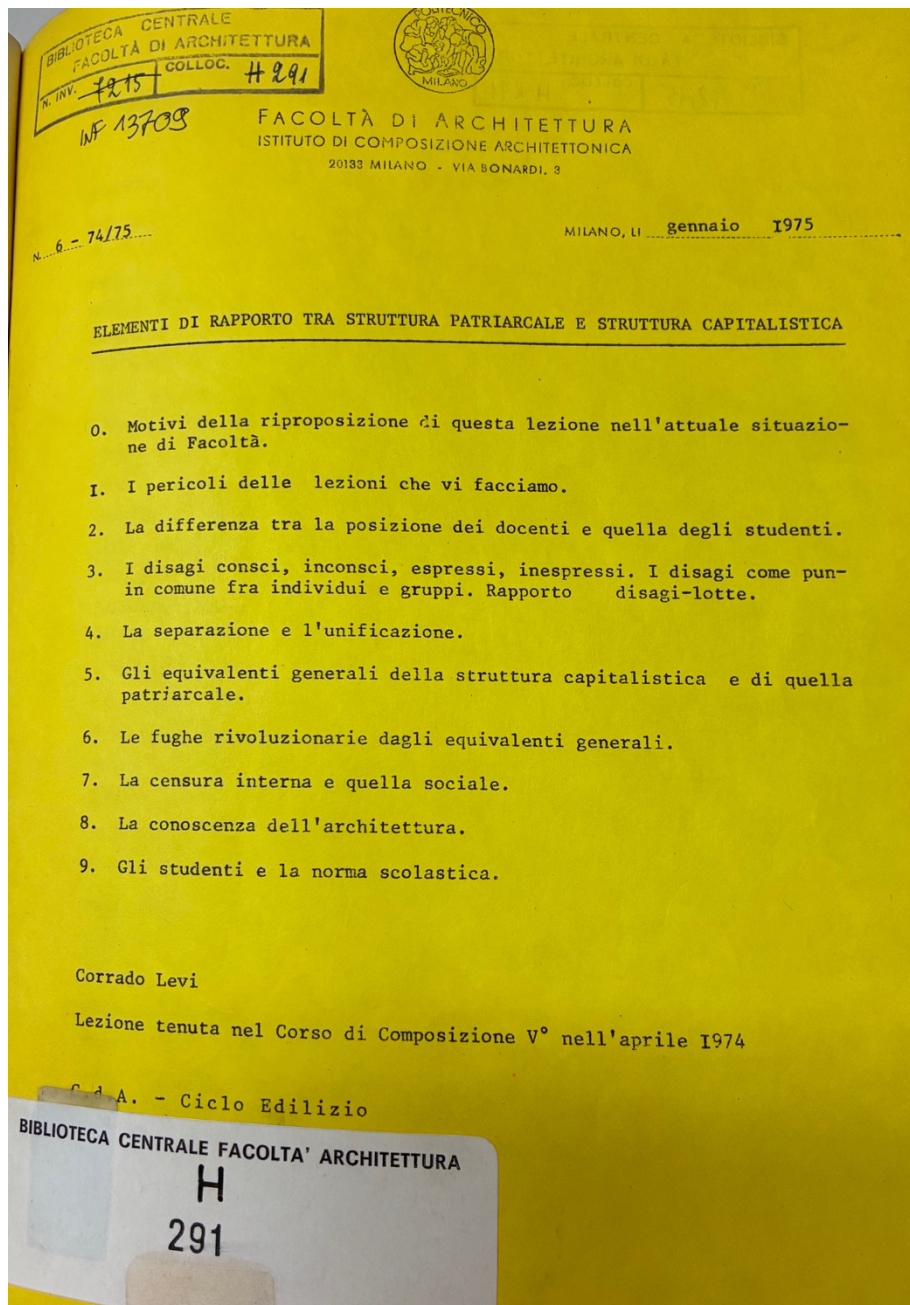 BIBLIOTECA CENTRALE
FACOLTÀ DI ARCHITETTURA
N. INV. 7215 COLLOC. H 291
INF 13709
POLITECNICO
MILANO
FACOLTÀ DI ARCHITETTURA
ISTITUTO DI COMPOSIZIONE ARCHITETTONICA
20133 MILANO - VIA BONARDI, 3
N. 6 - 74/75
MILANO, LI gennaio I975
ELEMENTI DI RAPPORTO TRA STRUTTURA PATRIARCALE E STRUTTURA CAPITALISTICA
0. Motivi della riproposizione di questa lezione nell'attuale situazio-
ne di Facoltà.
I. I pericoli delle lezioni che vi facciamo.
2. La differenza tra la posizione dei docenti e quella degli studenti.
3. I disagi consci, inconsci, espressi, inespressi. I disagi come pun-
in comune fra individui e gruppi. Rapporto disagi-lotte.
4. La separazione e l'unificazione.
5. Gli equivalenti generali della struttura capitalistica e di quella
patriarcale.
6. Le fughe rivoluzionarie dagli equivalenti generali.
7. La censura interna e quella sociale.
8. La conoscenza dell'architettura.
9. Gli studenti e la norma scolastica.
Corrado Levi
Lezione tenuta nel Corso di Composizione V° nell'aprile I974
C.d.A. - Ciclo Edilizio
BIBLIOTECA CENTRALE FACOLTA' ARCHITETTURA
H
291